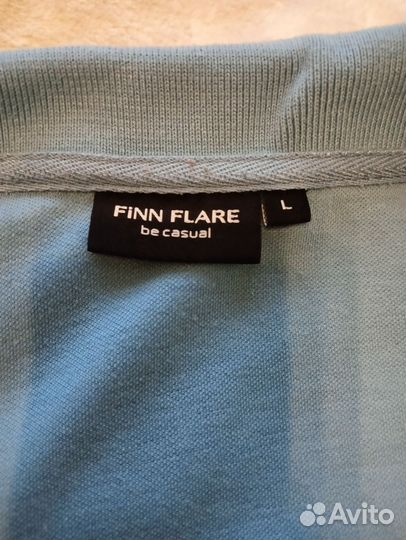 FiNN FLARE
be casual
L
Avito